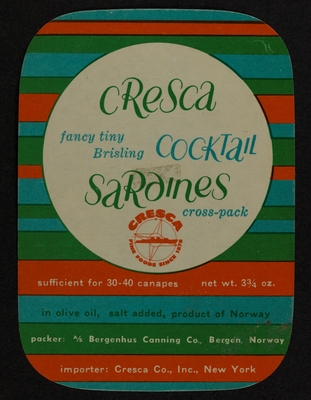 CRESCA
fancy tiny
Brisling COCKTAIL
SARDINES
cross-pack
CRESCA
FINE FOODS SINCE 1878
sufficient for 30-40 canapes net wt. 3¾ oz.
in olive oil, salt added, product of Norway
packer: A/S Bergenhus Canning Co., Bergen, Norway
importer: Cresca Co., Inc., New York